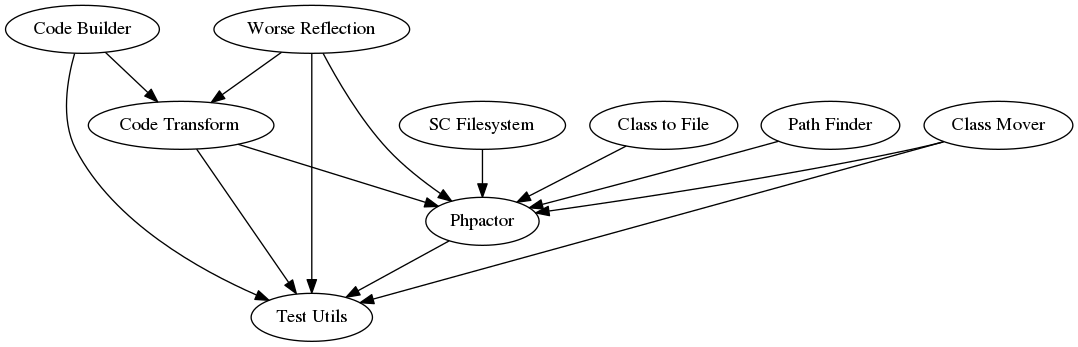 Code Builder
Worse Reflection
Code Transform
SC Filesystem
Class to File
Path Finder
Class Mover
Phpactor
Test Utils